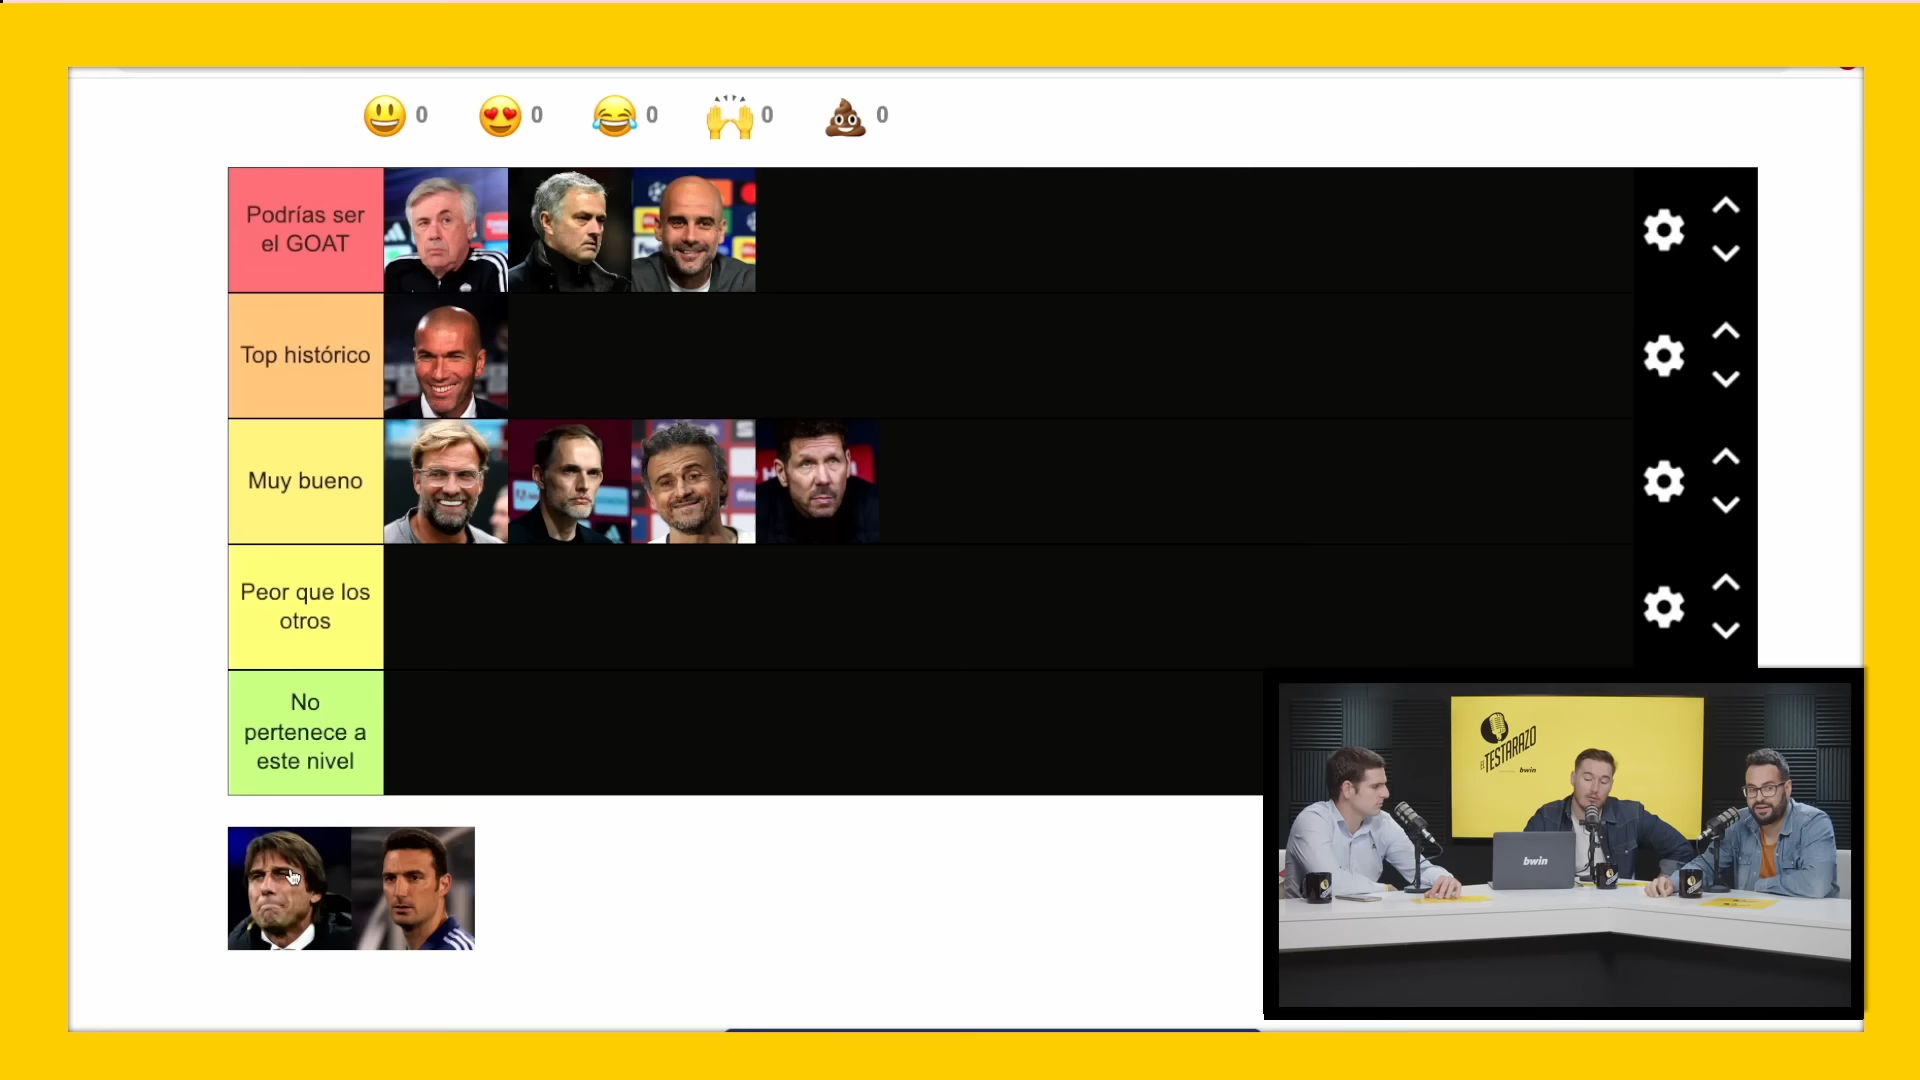 0
0
0
0
0
Podrías ser
el GOAT
Top histórico
Muy bueno
Peor que los
otros
No
pertenece a
este nivel
EL
TESTARAZO
bwin
bwin